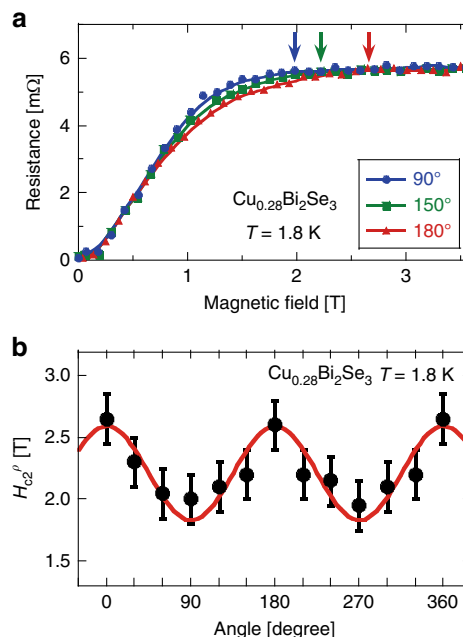 a
Resistance [mΩ]
6
4
2
0
90°
150°
180°
Cu0.28Bi2Se3
T = 1.8 K
0
1
2
3
Magnetic field [T]
b
Cu0.28Bi2Se3 T = 1.8 K
Hc2ρ [T]
3.0
2.5
2.0
1.5
0
90
180
270
360
Angle [degree]